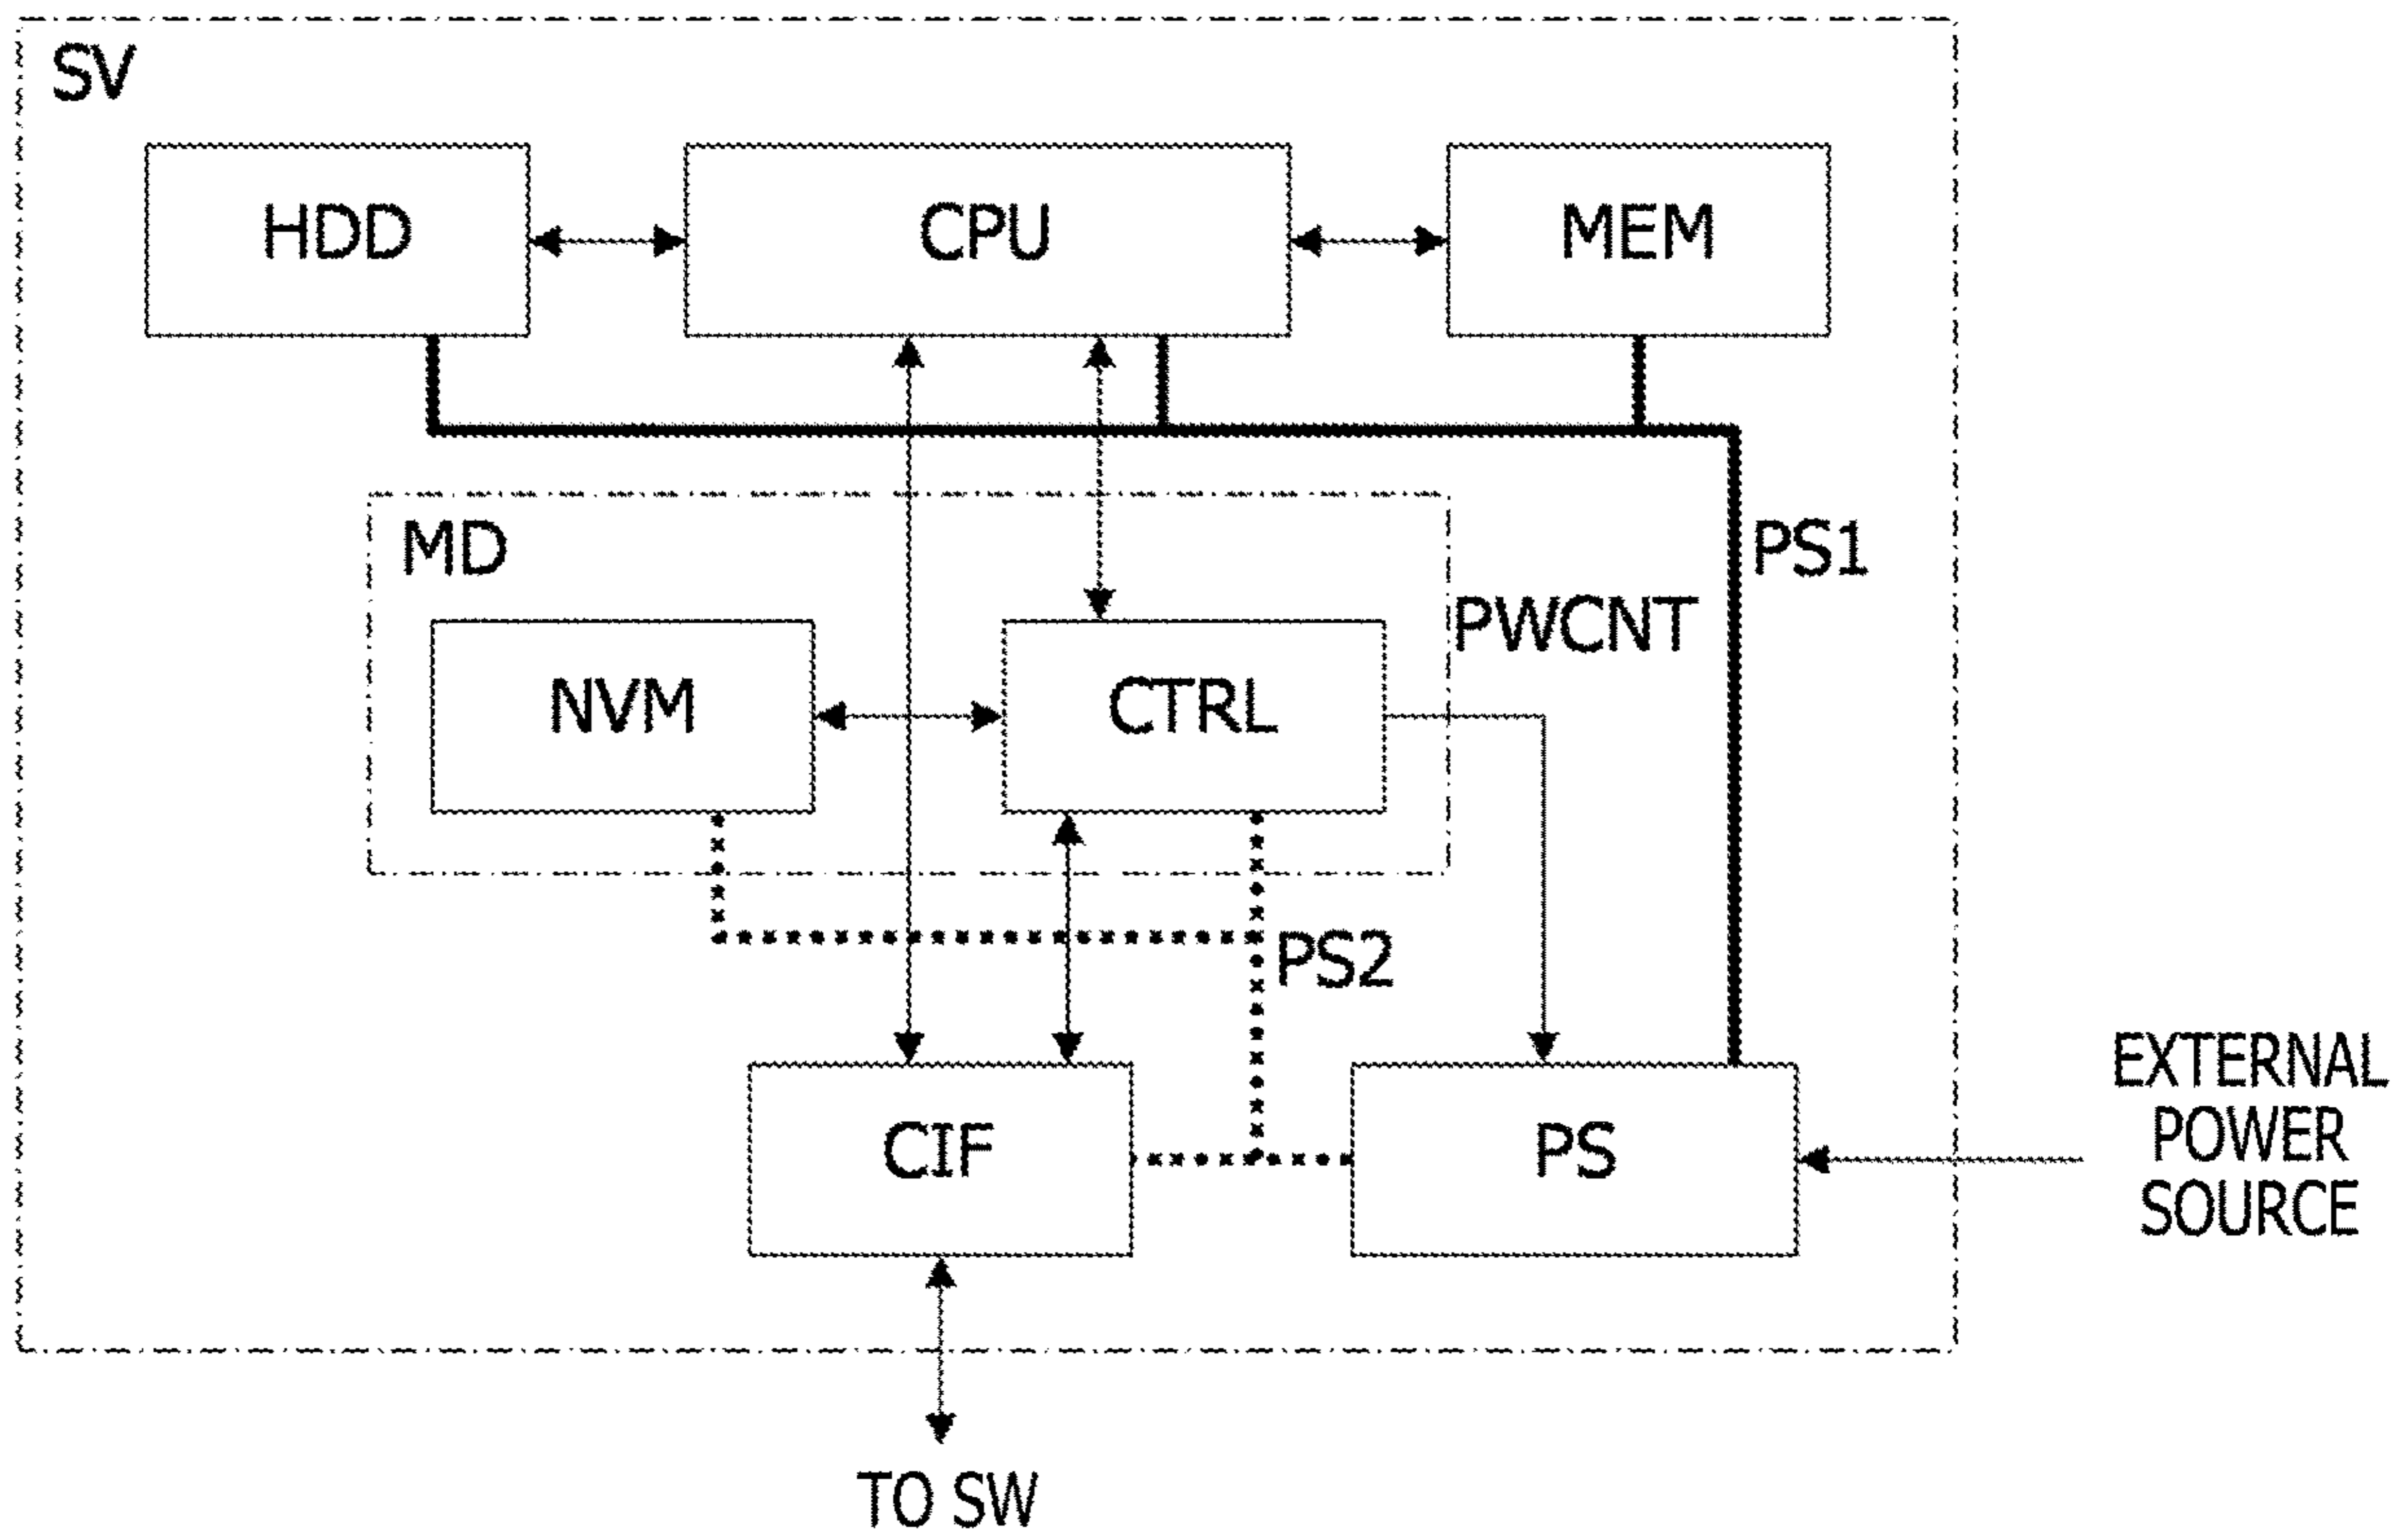 SV
HDD
CPU
MEM
MD
PS1
PWCNT
NVM
CTRL
PS2
CIF
PS
EXTERNAL
POWER
SOURCE
TO SW